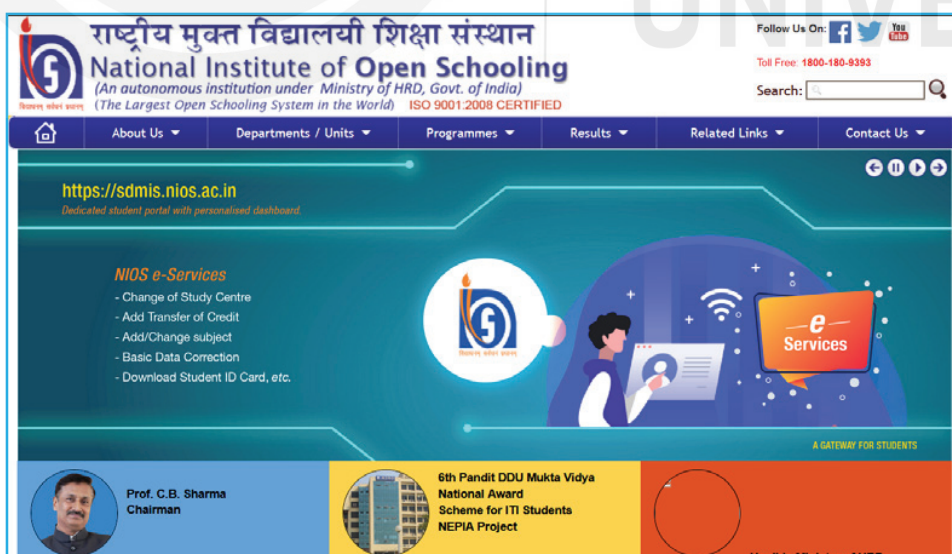 UNIVE
राष्ट्रीय मुक्त विद्यालयी शिक्षा संस्थान
National Institute of Open Schooling
(An autonomous institution under Ministry of HRD, Govt. of India)
(The Largest Open Schooling System in the World) ISO 9001:2008 CERTIFIED
Follow Us On: f You Tube
Toll Free: 1800-180-9393
Search:
About Us Departments / Units Programmes Results Related Links Contact Us
https://sdmis.nios.ac.in
Dedicated student portal with personalised dashboard.
NIOS e-Services
- Change of Study Centre
- Add Transfer of Credit
- Add/Change subject
- Basic Data Correction
- Download Student ID Card, etc.
e
Services
A GATEWAY FOR STUDENTS
Prof. C.B. Sharma
Chairman
6th Pandit DDU Mukta Vidya
National Award
Scheme for ITI Students
NEPIA Project